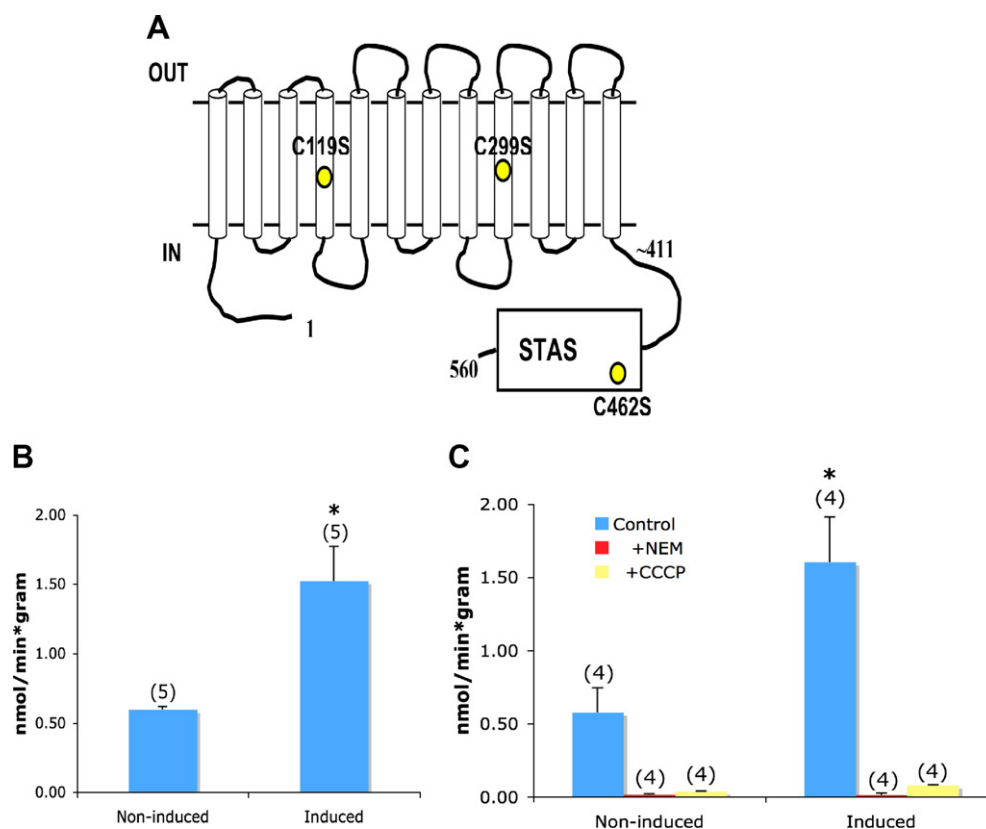 A
OUT
C119S
C299S
IN
~411
1
STAS
560
C462S
B
nmol/min*gram
2.00
1.50
1.00
0.50
0.00
(5)
*
(5)
Non-induced
Induced
C
nmol/min*gram
2.00
1.50
1.00
0.50
0.00
Control
+NEM
+CCCP
(4)
(4)
(4)
*
(4)
(4)
(4)
Non-induced
Induced